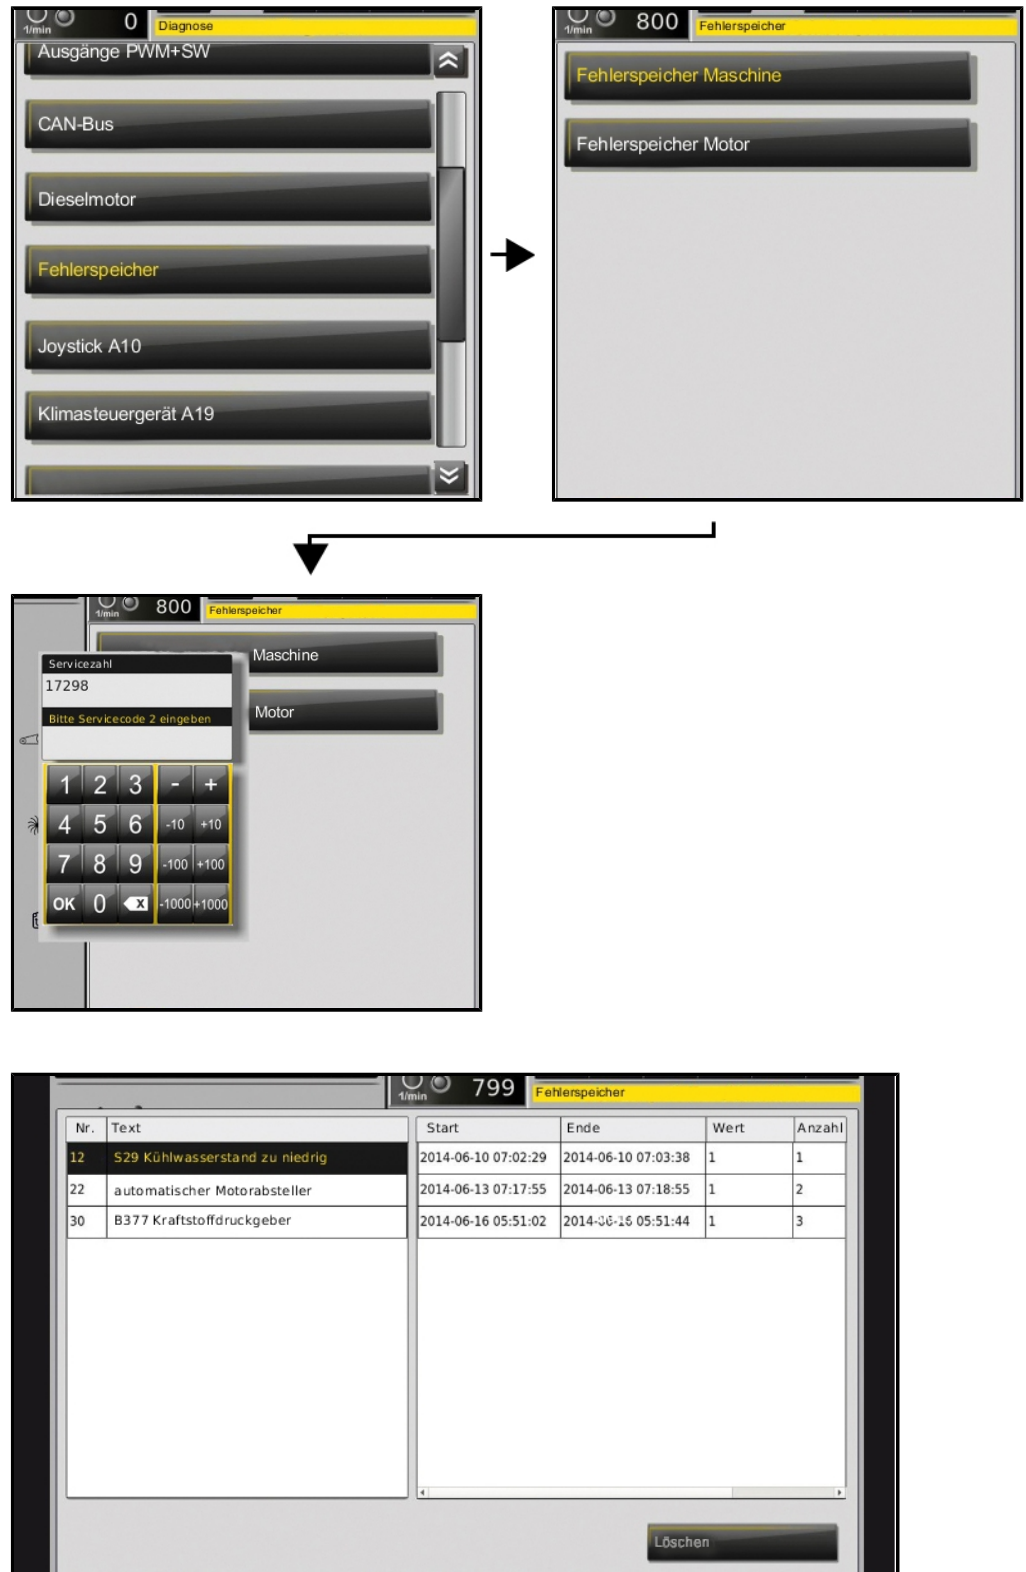 1/min 0 Diagnose
Ausgänge PWM+SW
CAN-Bus
Dieselmotor
Fehlerspeicher
Joystick A10
Klimasteuergerät A19
1/min 800 Fehlerspeicher
Fehlerspeicher Maschine
Fehlerspeicher Motor
1/min 800 Fehlerspeicher
Maschine
Motor
Servicezahl
17298
Bitte Servicecode 2 eingeben
1 2 3 - +
4 5 6 -10 +10
7 8 9 -100 +100
OK 0 X -1000 +1000
1/min 799 Fehlerspeicher
Nr. Text Start Ende Wert Anzahl
12 S29 Kühlwasserstand zu niedrig 2014-06-10 07:02:29 2014-06-10 07:03:38 1 1
22 automatischer Motorabsteller 2014-06-13 07:17:55 2014-06-13 07:18:55 1 2
30 B377 Kraftstoffdruckgeber 2014-06-16 05:51:02 2014-06-16 05:51:44 1 3
Löschen